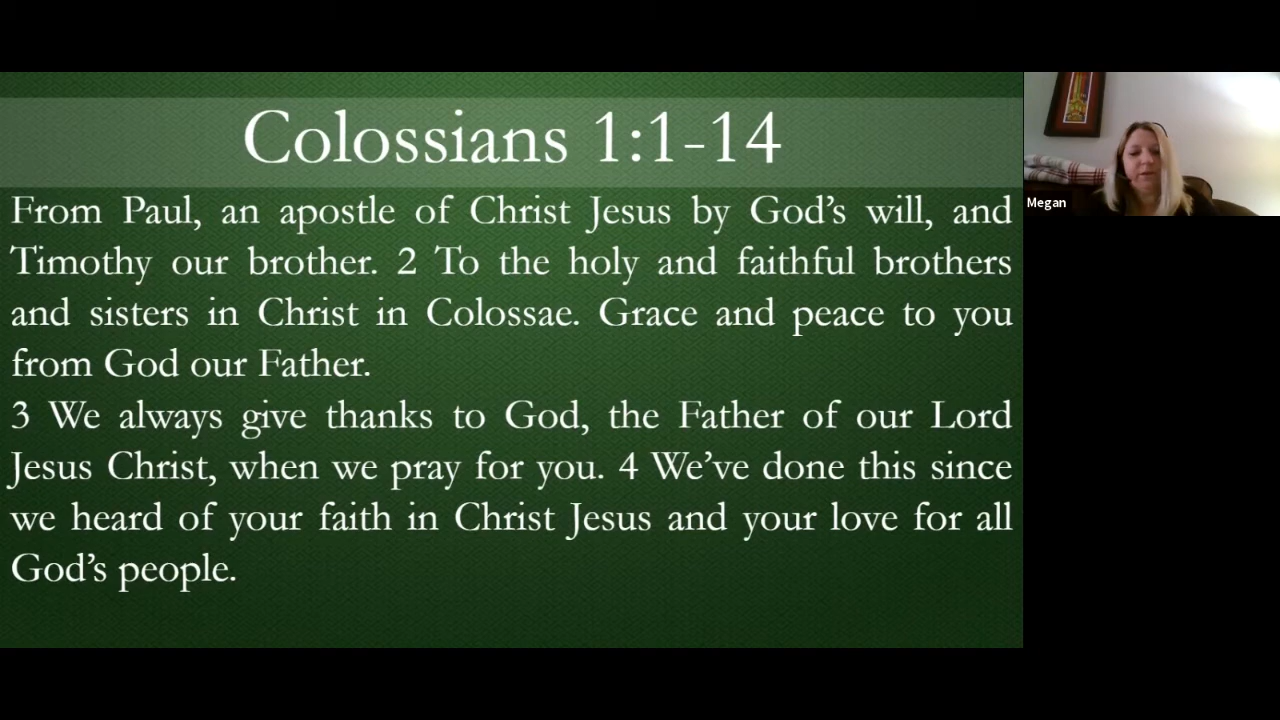 Colossians 1:1-14
From Paul, an apostle of Christ Jesus by God’s will, and
Timothy our brother. 2 To the holy and faithful brothers
and sisters in Christ in Colossae. Grace and peace to you
from God our Father.
3 We always give thanks to God, the Father of our Lord
Jesus Christ, when we pray for you. 4 We’ve done this since
we heard of your faith in Christ Jesus and your love for all
God’s people.
Megan